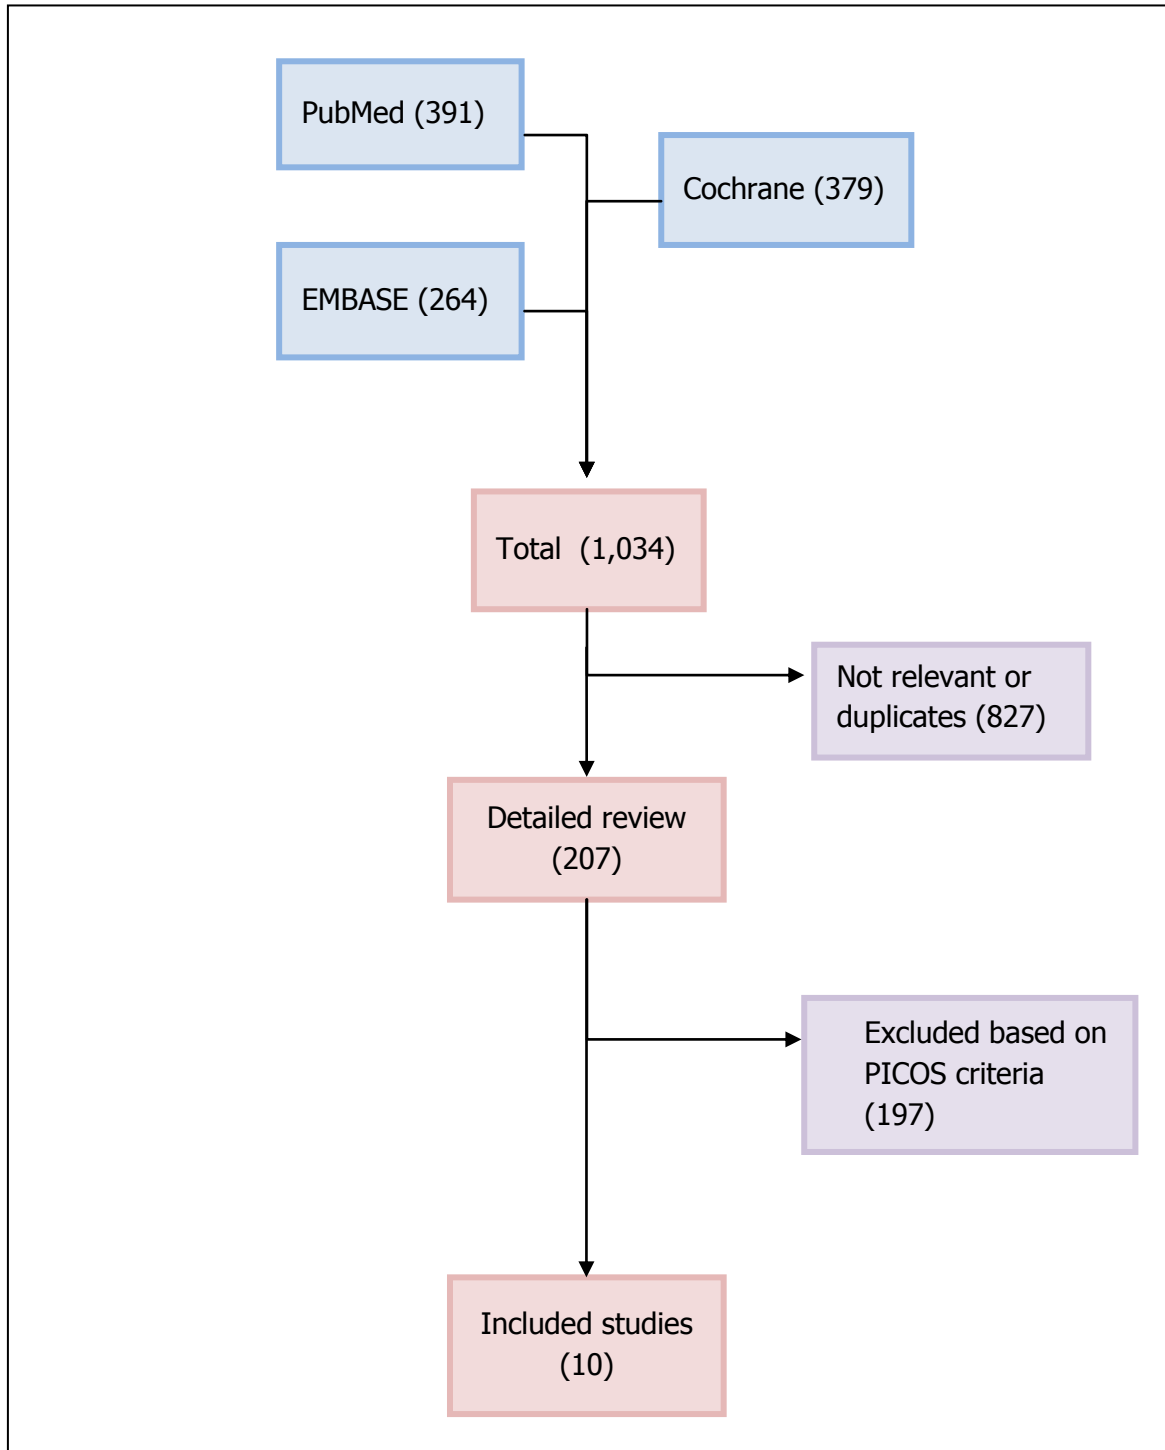 PubMed (391)
Cochrane (379)
EMBASE (264)
Total (1,034)
Not relevant or
duplicates (827)
Detailed review
(207)
Excluded based on
PICOS criteria
(197)
Included studies
(10)